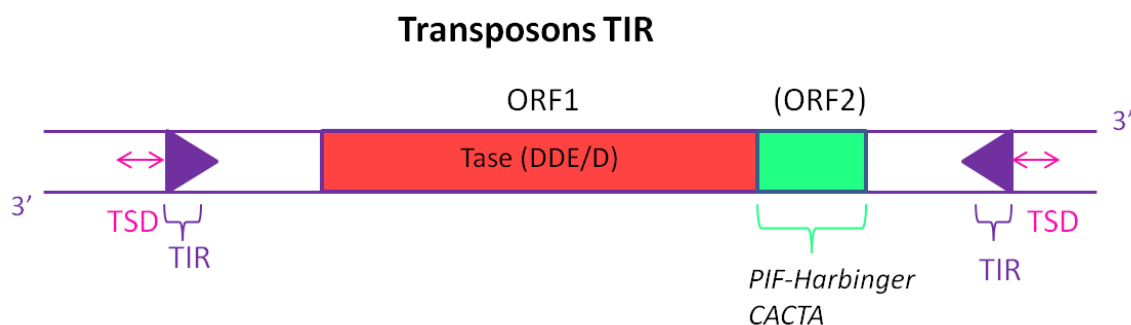 Transposons TIR
ORF1
(ORF2)
3’
Tase (DDE/D)
3’
TSD
TIR
TIR
TSD
PIF-Harbinger
CACTA